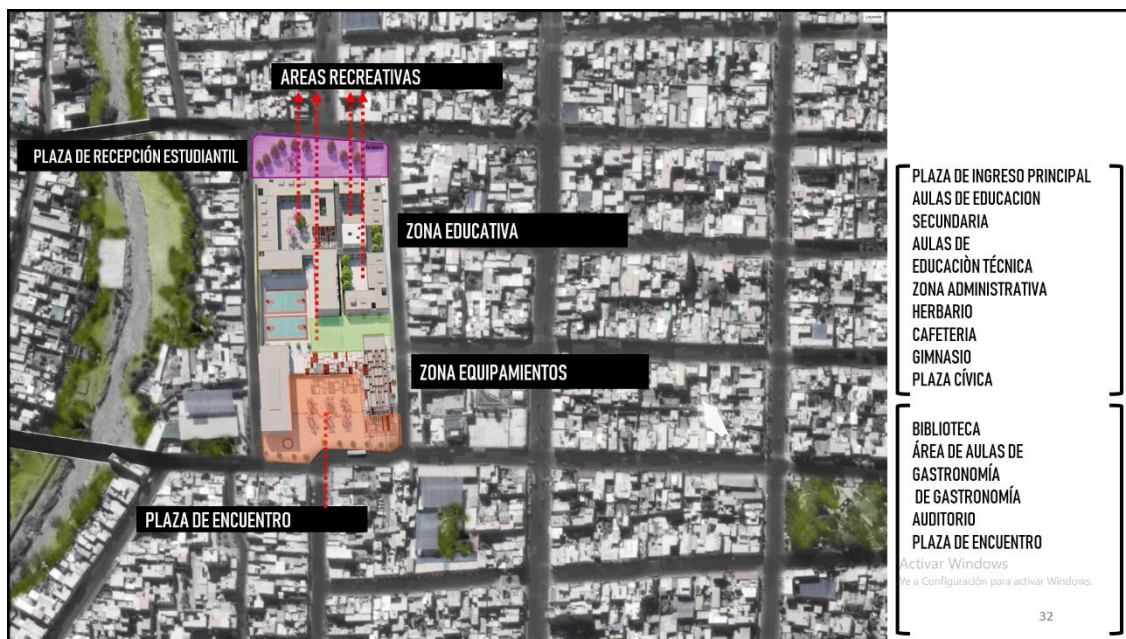 Leyenda
AREAS RECREATIVAS
PLAZA DE RECEPCIÓN ESTUDIANTIL
ZONA EDUCATIVA
ZONA EQUIPAMIENTOS
PLAZA DE ENCUENTRO
PLAZA DE INGRESO PRINCIPAL
AULAS DE EDUCACION
SECUNDARIA
AULAS DE
EDUCACIÒN TÉCNICA
ZONA ADMINISTRATIVA
HERBARIO
CAFETERIA
GIMNASIO
PLAZA CÍVICA
BIBLIOTECA
ÁREA DE AULAS DE
GASTRONOMÍA
DE GASTRONOMÍA
AUDITORIO
PLAZA DE ENCUENTRO
Activar Windows
Ve a Configuración para activar Windows.
32